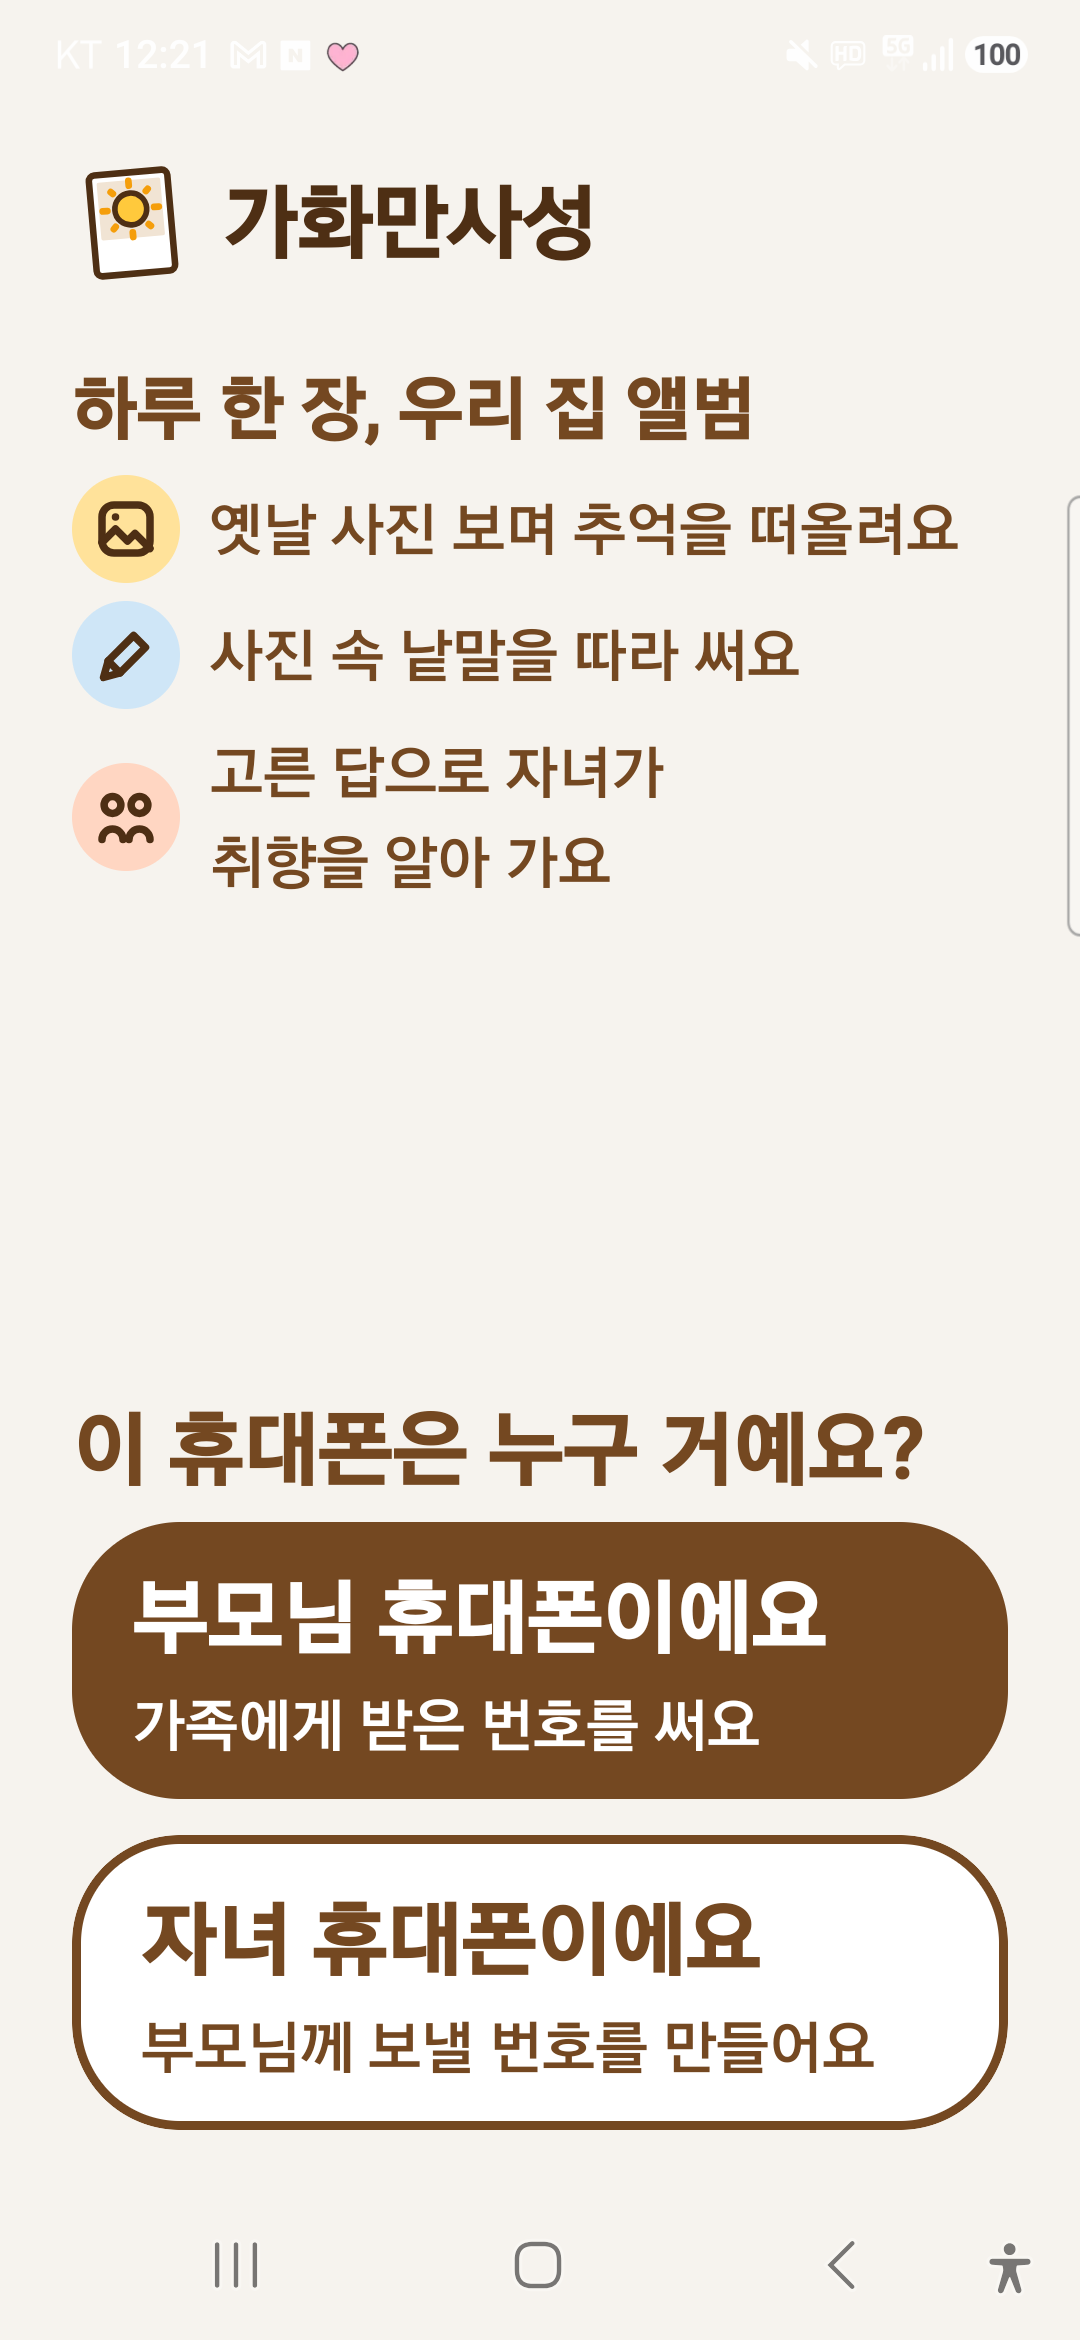 KT 12:21
HD 5G 100
가화만사성
하루 한 장, 우리 집 앨범
옛날 사진 보며 추억을 떠올려요
사진 속 낱말을 따라 써요
고른 답으로 자녀가
취향을 알아 가요
이 휴대폰은 누구 거예요?
부모님 휴대폰이에요
가족에게 받은 번호를 써요
자녀 휴대폰이에요
부모님께 보낼 번호를 만들어요